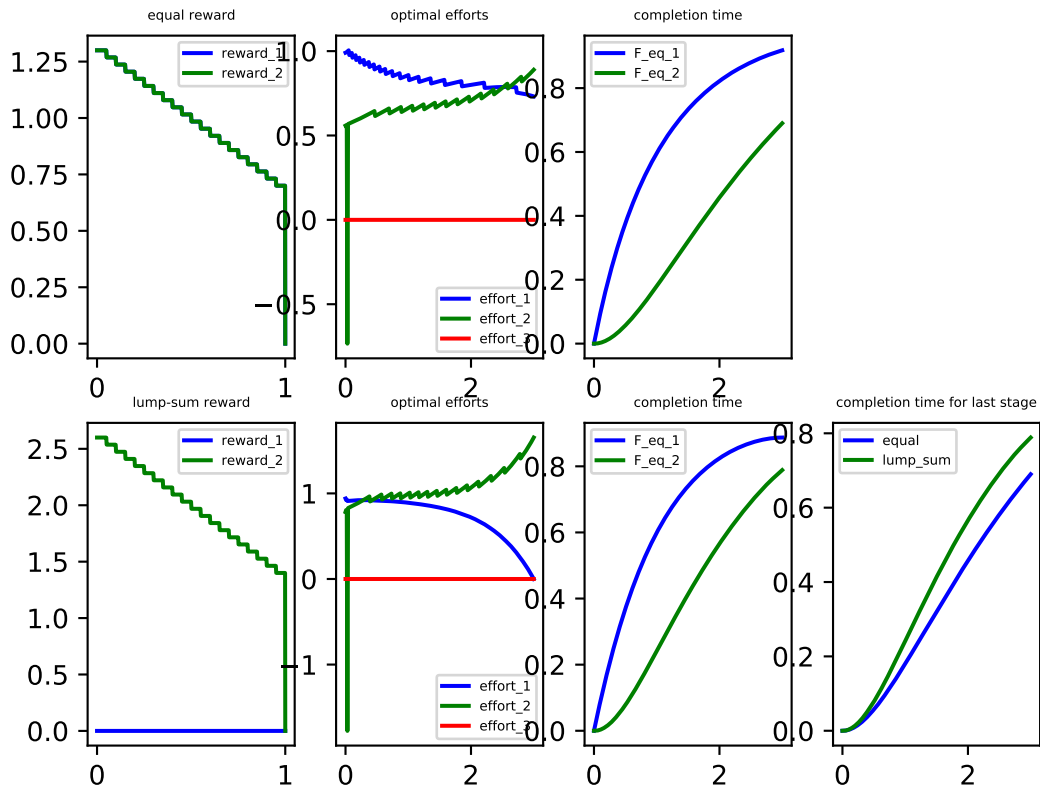 equal reward
optimal efforts
completion time
reward_1
reward_2
effort_1
effort_2
effort_3
F_eq_1
F_eq_2
1.25
1.00
0.75
0.50
0.25
0.00
0
1
1.0
0.5
0.0
−0.5
0
2
0.8
0.6
0.4
0.2
0.0
0
2
lump-sum reward
optimal efforts
completion time
completion time for last stage
reward_1
reward_2
effort_1
effort_2
effort_3
F_eq_1
F_eq_2
equal
lump_sum
2.5
2.0
1.5
1.0
0.5
0.0
0
1
1
0
−1
0
2
0.8
0.6
0.4
0.2
0.0
0
2
0.8
0.6
0.4
0.2
0.0
0
2